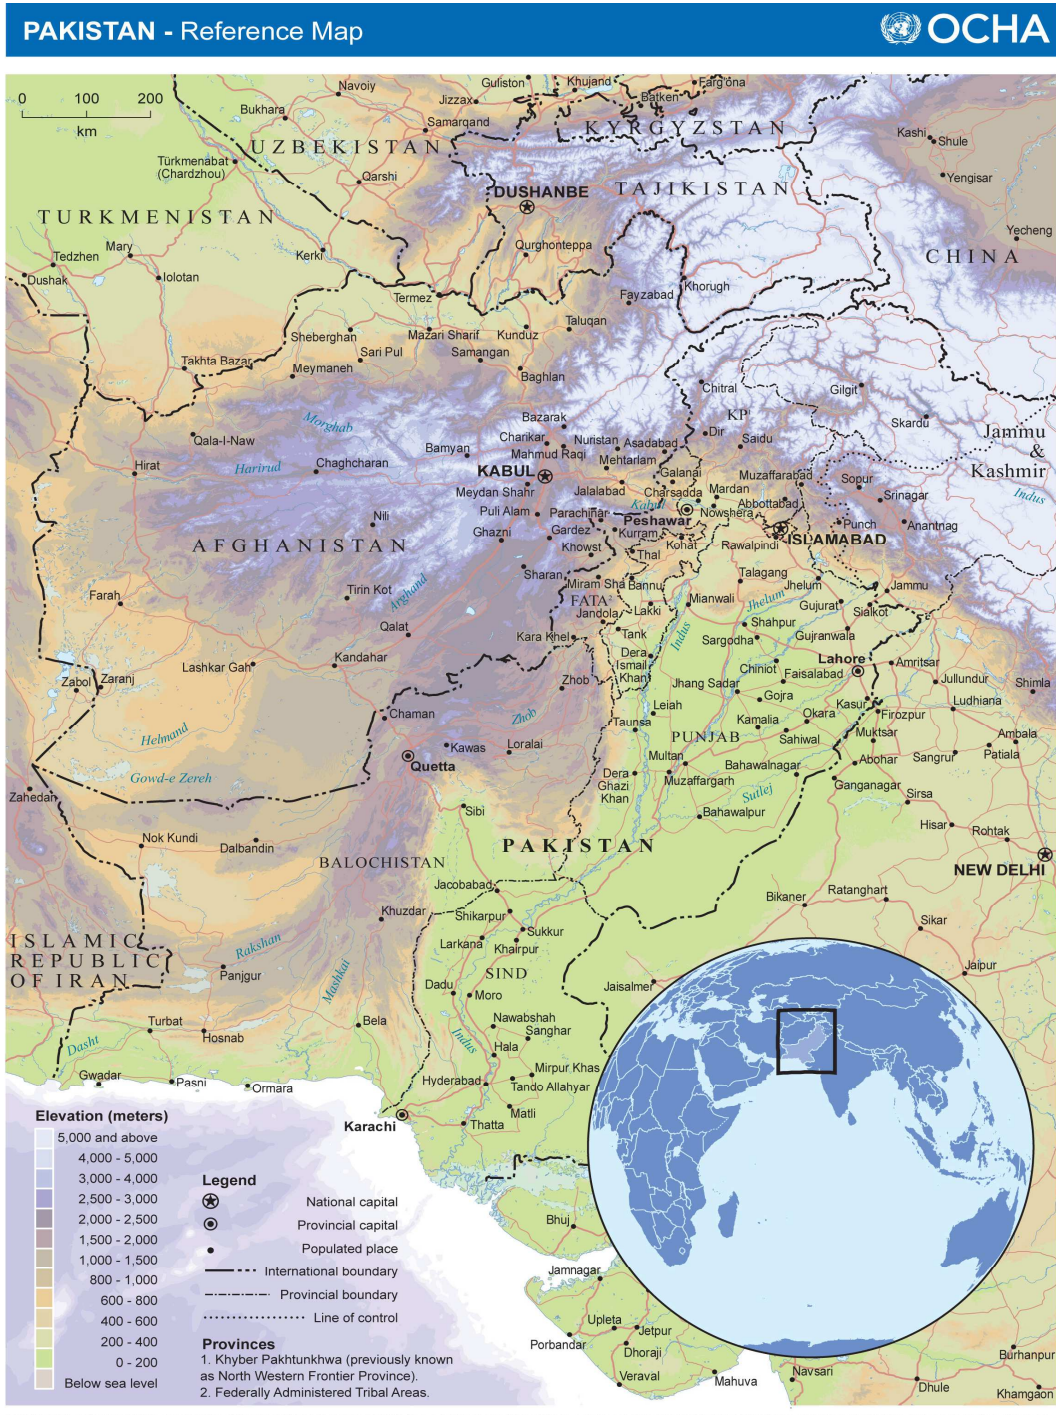 PAKISTAN - Reference Map
OCHA
0 100 200
km
Navoiy
Guliston
Khujand
Farg'ona
Bukhara
Jizzax
Batken
Samarqand
KYRGYZSTAN
Kashi
Shule
UZBEKISTAN
Türkmenabat
(Chardzhou)
Qarshi
DUSHANBE
TAJIKISTAN
Yengisar
TURKMENISTAN
Yecheng
Mary
Tedzhen
Kerki
Qurghonteppa
CHINA
Dushak
Iolotan
Termez
Fayzabad
Khorugh
Sheberghan
Mazari Sharif
Kunduz
Taluqan
Takhta Bazar
Sari Pul
Samangan
Meymaneh
Baghlan
Chitral
Gilgit
Morghab
Bazarak
KP1
Skardu
Qala-I-Naw
Charikar
Nuristan
Asadabad
Dir
Saidu
Jammu
&
Kashmir
Bamyan
Mahmud Raqi
Mehtarlam
Hirat
Harirud
Chaghcharan
KABUL
Galanai
Muzaffarabad
Sopur
Indus
Meydan Shahr
Jalalabad
Charsadda
Mardan
Abbottabad
Srinagar
Puli Alam
Parachinar
Kabul
Nowshera
Nili
Peshawar
Punch
Anantnag
Ghazni
Gardez
Kurram
ISLAMABAD
AFGHANISTAN
Khowst
Thal
Kohat
Rawalpindi
Sharan
Talagang
Jhelum
Jammu
Farah
Tirin Kot
Arghand
Miram Sha
Bannu
FATA2
Lakki
Mianwali
Jhelum
Gujurat
Sialkot
Jandola
Shahpur
Qalat
Kara Khel
Tank
Indus
Sargodha
Gujranwala
Lashkar Gah
Kandahar
Dera
Ismail
Khan
Chiniot
Lahore
Amritsar
Zabol
Zaranj
Zhob
Jhang Sadar
Faisalabad
Jullundur
Shimla
Gojra
Kasur
Ludhiana
Chaman
Zhob
Leiah
Taunsa
Kamalia
Okara
Firozpur
Helmand
Kawas
Loralai
PUNJAB
Sahiwal
Muktsar
Ambala
Quetta
Multan
Abohar
Sangrur
Patiala
Gowd-e Zereh
Dera
Ghazi
Khan
Muzaffargarh
Bahawalnagar
Ganganagar
Zahedan
Sutlej
Sirsa
Sibi
Bahawalpur
Hisar
Rohtak
Nok Kundi
Dalbandin
PAKISTAN
BALOCHISTAN
NEW DELHI
Jacobabad
Bikaner
Ratanghart
Khuzdar
Shikarpur
Sikar
ISLAMIC
REPUBLIC
OF IRAN
Sukkur
Rakshan
Larkana
Khairpur
Panjgur
Mashkai
SIND
Jaipur
Dadu
Moro
Jaisalmer
Turbat
Hosnab
Bela
Nawabshah
Sanghar
Dasht
Indus
Hala
Gwadar
Pasni
Ormara
Hyderabad
Mirpur Khas
Tando Allahyar
Karachi
Matli
Thatta
Bhuj
Jamnagar
Upleta
Jetpur
Porbandar
Dhoraji
Veraval
Mahuva
Navsari
Dhule
Burhanpur
Khamgaon
Elevation (meters)
5,000 and above
4,000 - 5,000
3,000 - 4,000
2,500 - 3,000
2,000 - 2,500
1,500 - 2,000
1,000 - 1,500
800 - 1,000
600 - 800
400 - 600
200 - 400
0 - 200
Below sea level
Legend
National capital
Provincial capital
Populated place
International boundary
Provincial boundary
Line of control
Provinces
1. Khyber Pakhtunkhwa (previously known
as North Western Frontier Province).
2. Federally Administered Tribal Areas.